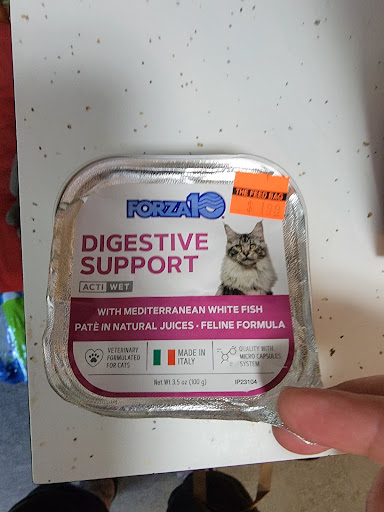 FORZA10
THE FEED BAG
DIGESTIVE
SUPPORT
ACTI WET
WITH MEDITERRANEAN WHITE FISH
PATÈ IN NATURAL JUICES • FELINE FORMULA
VETERINARY
FORMULATED
FOR CATS
MADE IN
ITALY
QUALITY WITH
MICRO CAPSULES
SYSTEM
Net Wt 3.5 oz (100 g)
IP23104